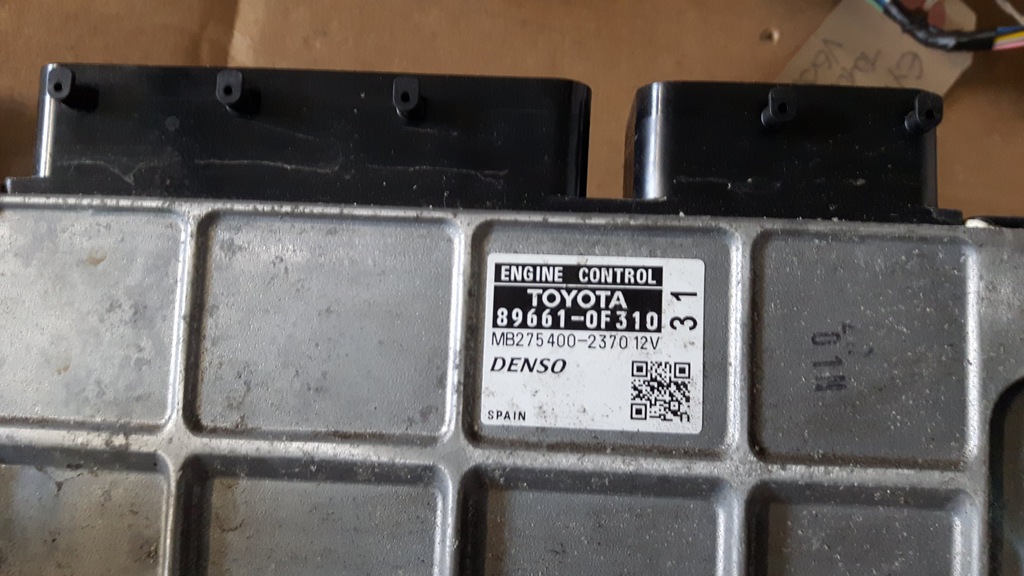 ENGINE CONTROL
TOYOTA
89661-0F310
31
MB275400-2370 12V
DENSO
SPAIN